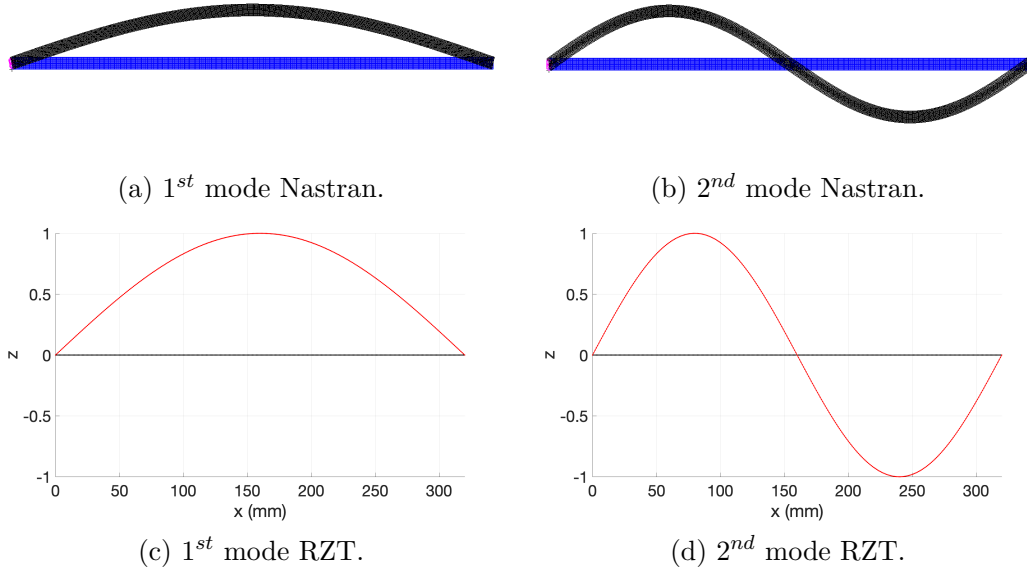 (a) 1st mode Nastran.
(b) 2nd mode Nastran.
1
0.5
0
-0.5
-1
z
0 50 100 150 200 250 300
x (mm)
1
0.5
0
-0.5
-1
z
0 50 100 150 200 250 300
x (mm)
(c) 1st mode RZT.
(d) 2nd mode RZT.